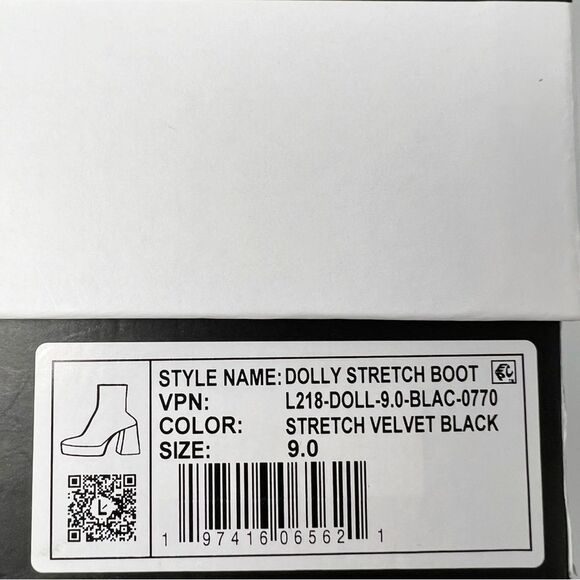 STYLE NAME: DOLLY STRETCH BOOT
VPN: L218-DOLL-9.0-BLAC-0770
COLOR: STRETCH VELVET BLACK
SIZE: 9.0
1 97416 06562 1